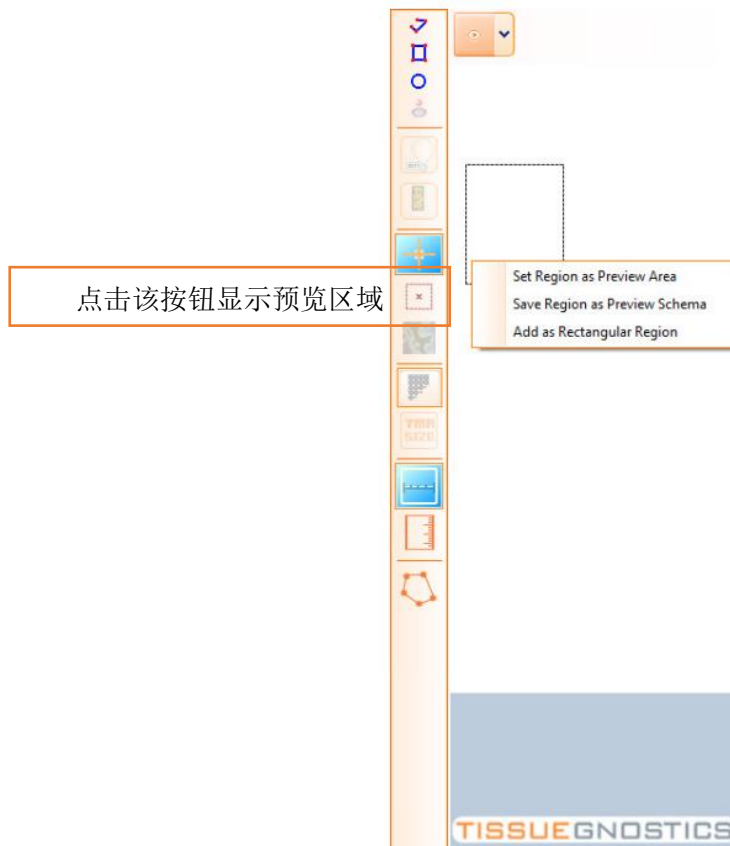 点击该按钮显示预览区域
Set Region as Preview Area
Save Region as Preview Schema
Add as Rectangular Region
TMA
SIZE
TISSUEGNOSTICS